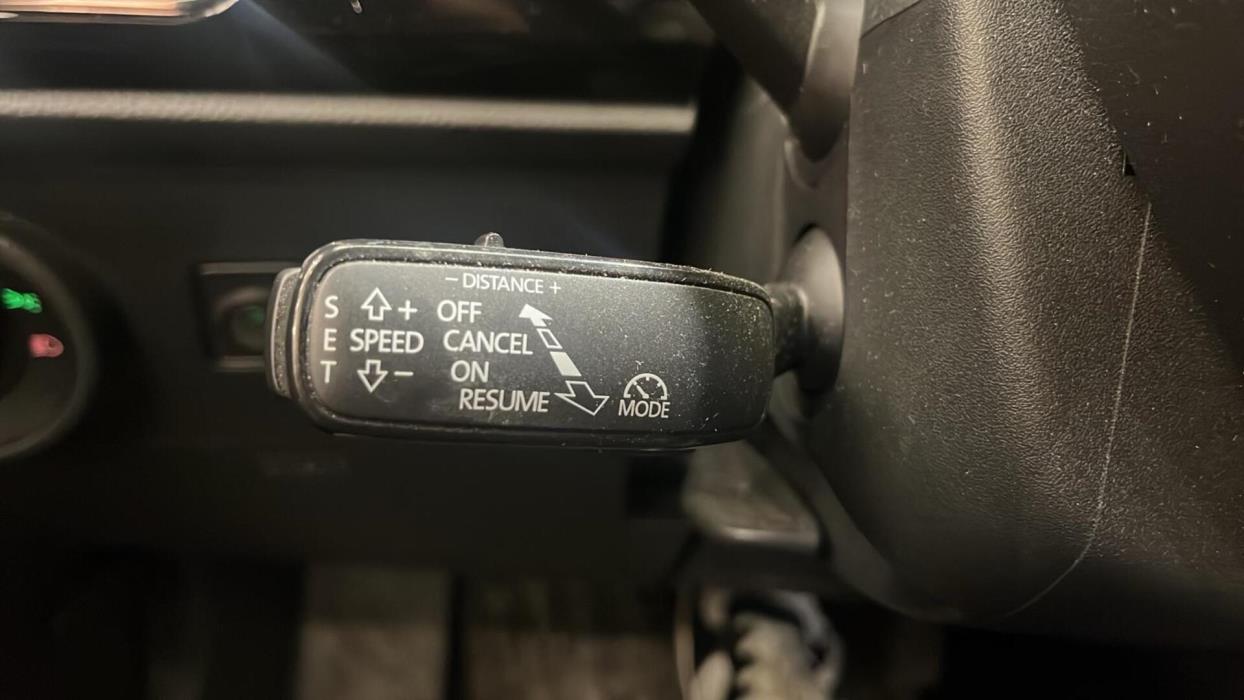 − DISTANCE +
S + OFF
E SPEED CANCEL
T − ON
RESUME
MODE